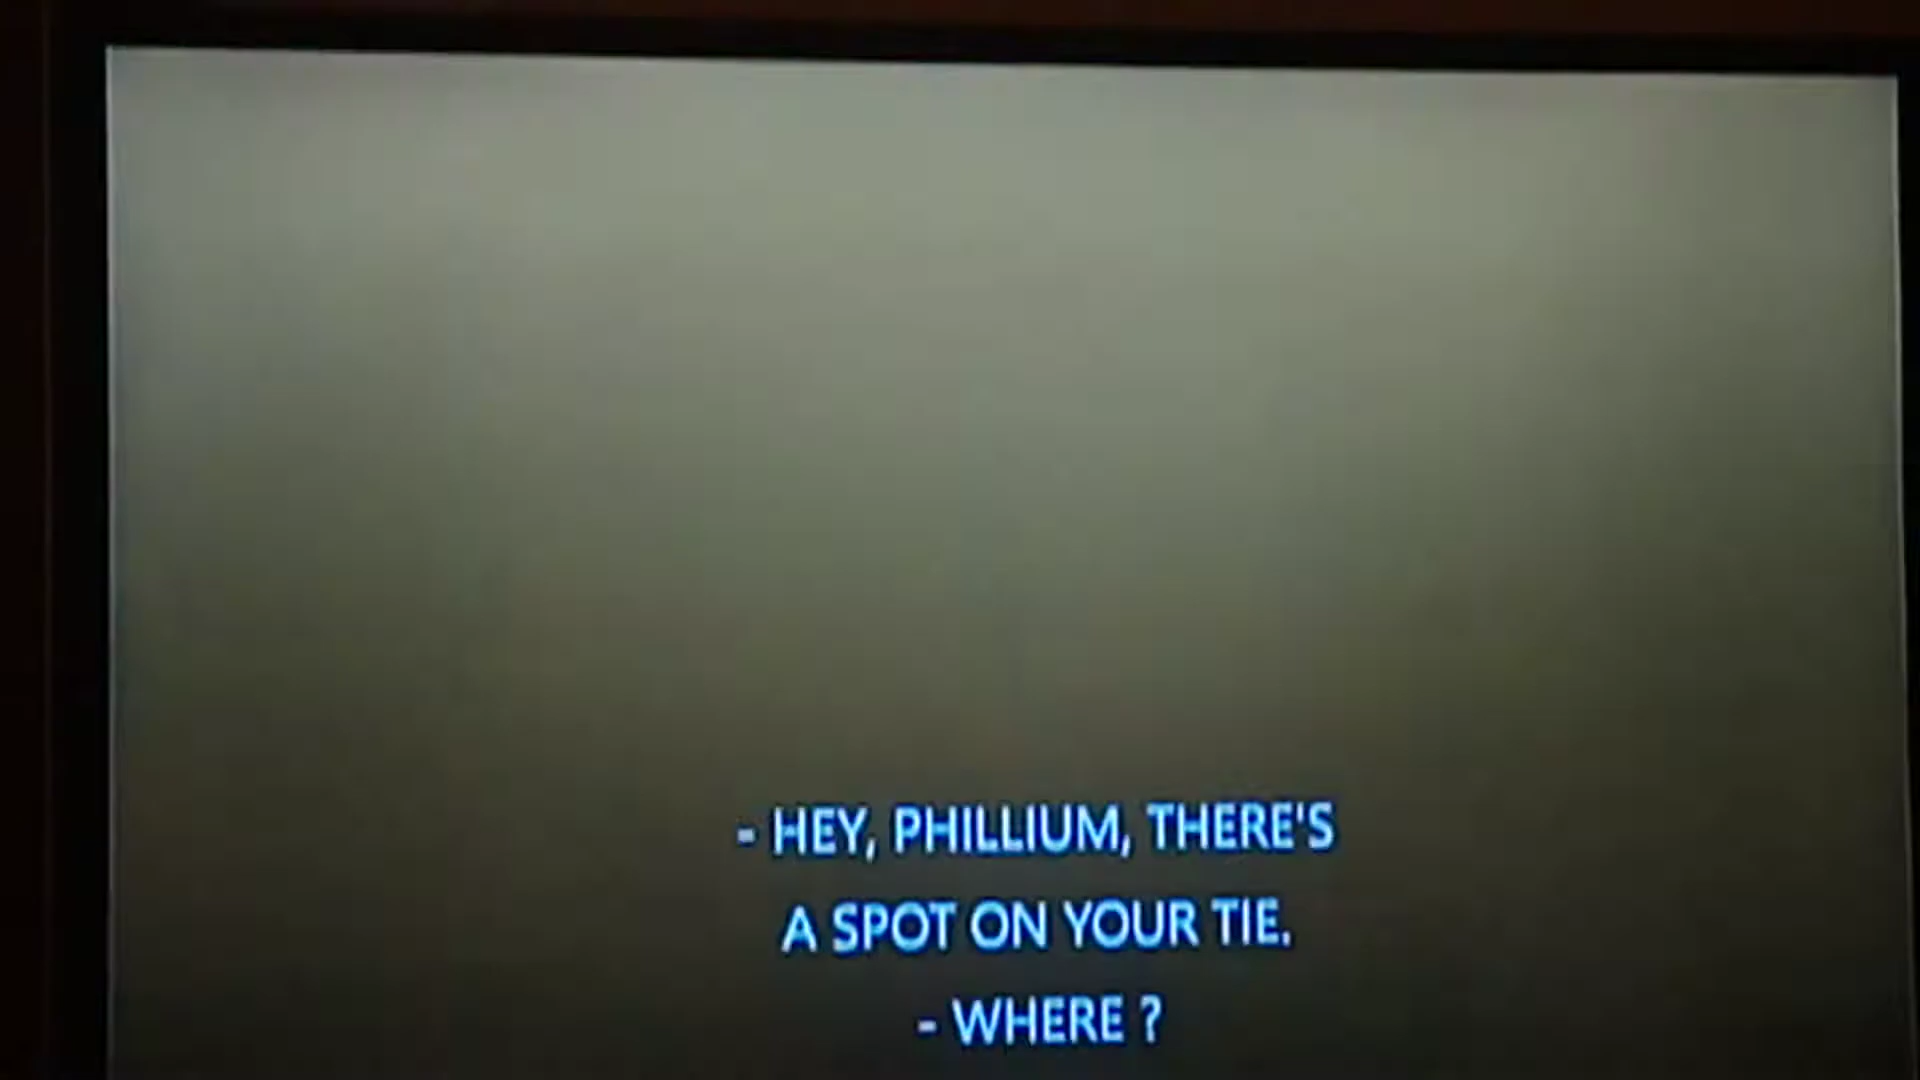 - HEY, PHILLIUM, THERE'S
A SPOT ON YOUR TIE.
- WHERE ?